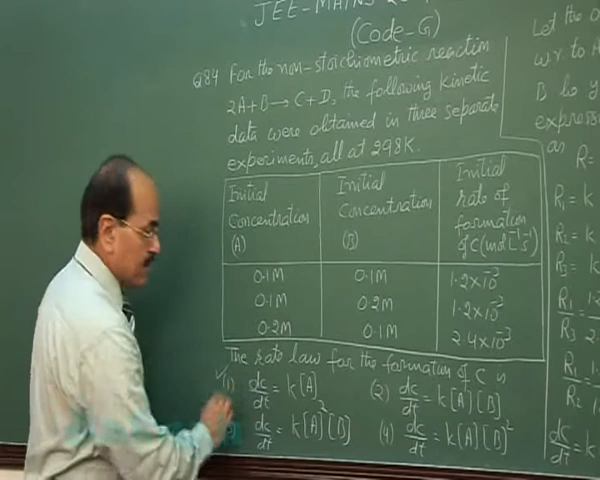 JEE-MAINS
(Code-G)
Q84 For the non-stoichiometric reaction
2A+B → C+D, the following kinetic
data were obtained in three separate
experiments, all at 298K.
Initial Concentration (A) Initial Concentration (B) Initial rate of formation of C (mol L⁻¹s⁻¹)
0.1M 0.1M 1.2×10⁻³
0.1M 0.2M 1.2×10⁻³
0.2M 0.1M 2.4×10⁻³
The rate law for the formation of C is
✓(1) dc/dt = k[A] (2) dc/dt = k[A][B]
dc/dt = k[A]²[B] (4) dc/dt = k[A][B]²
Let the
w.r. to A
B be y
express
as
R =
R₁ = k
R₂ = k
R₃ = k
R₁/R₃
R₁/R₂
dc/dt = k